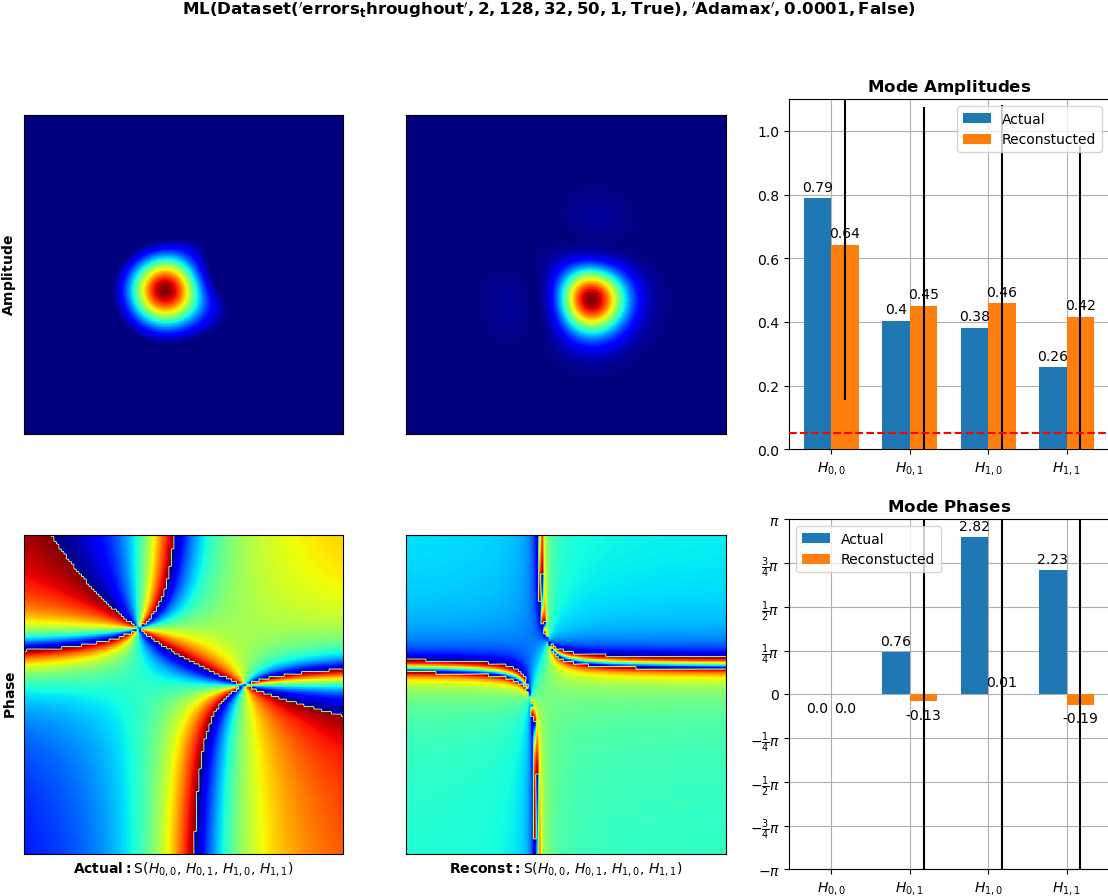 ML(Dataset('errors_throughout', 2, 128, 32, 50, 1, True), 'Adamax', 0.0001, False)
Amplitude
Mode Amplitudes
Actual
Reconstucted
1.0
0.8
0.6
0.4
0.2
0.0
0.79
0.64
0.4
0.45
0.38
0.46
0.26
0.42
H0,0
H0,1
H1,0
H1,1
Phase
Actual: S(H0,0, H0,1, H1,0, H1,1)
Reconst: S(H0,0, H0,1, H1,0, H1,1)
Mode Phases
Actual
Reconstucted
π
3/4π
1/2π
1/4π
0
−1/4π
−1/2π
−3/4π
−π
0.0
0.0
0.76
-0.13
2.82
0.01
2.23
-0.19
H0,0
H0,1
H1,0
H1,1